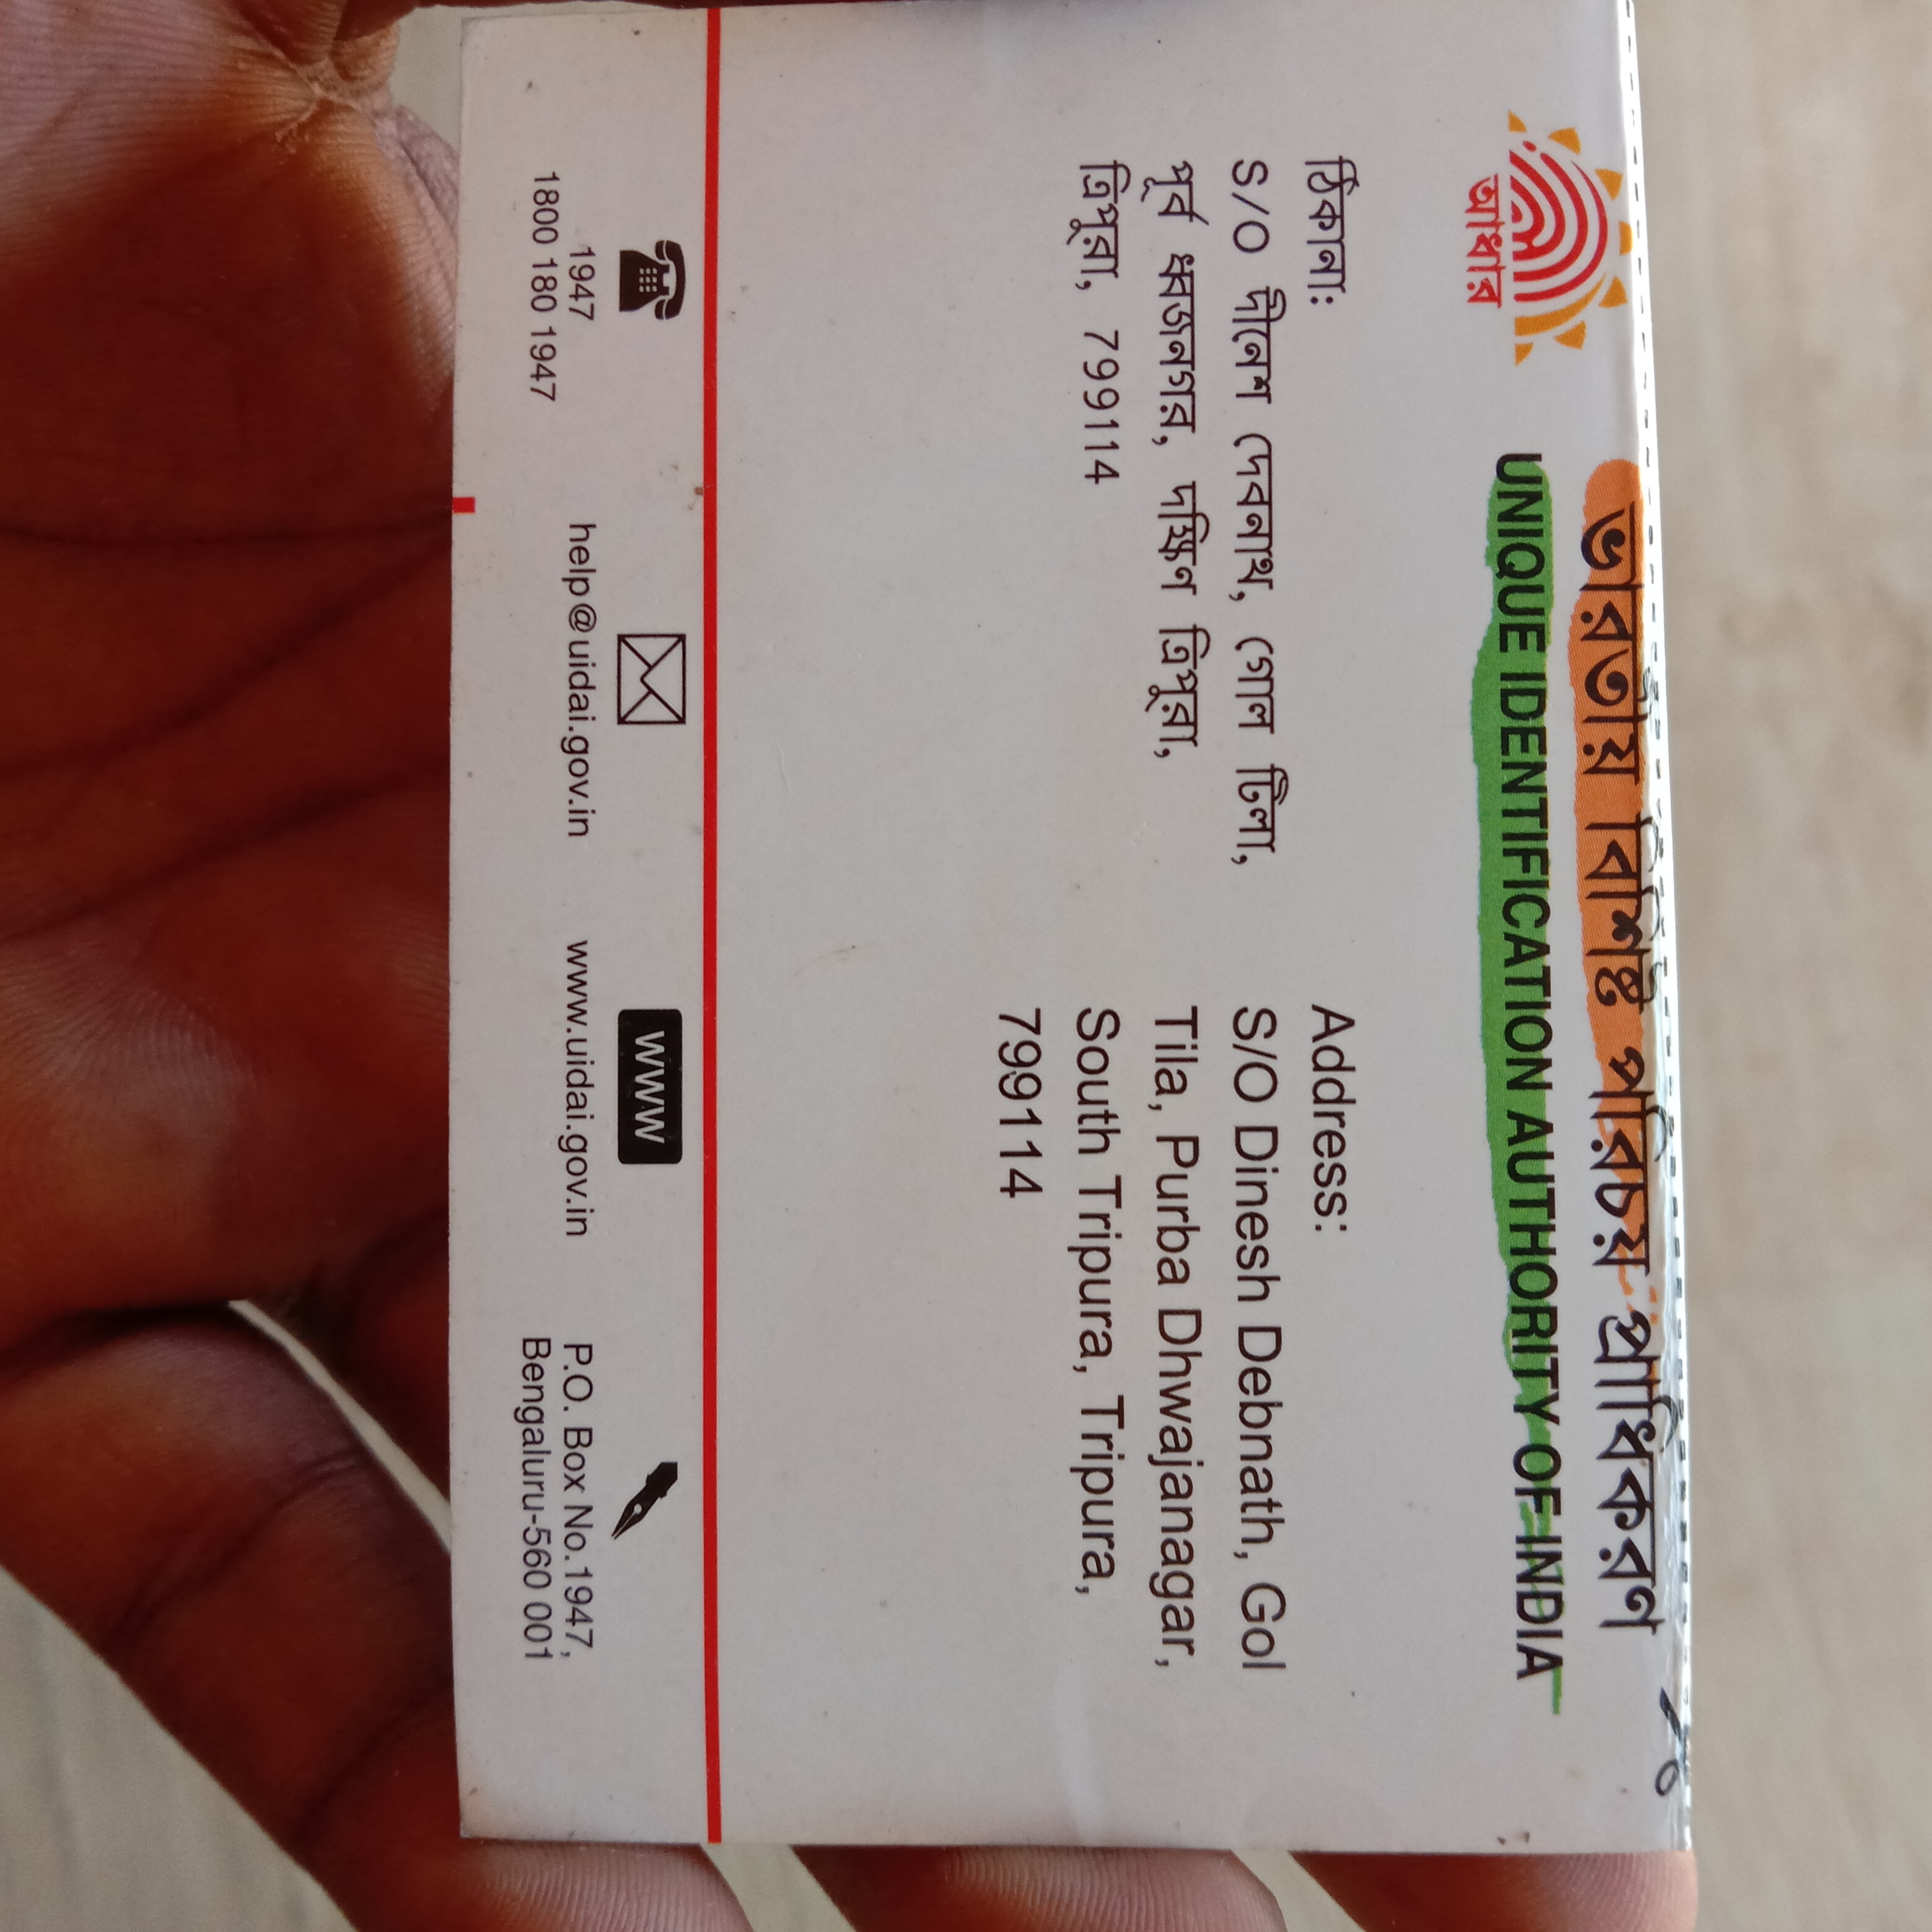 ভারতীয় বিশিষ্ট পরিচয় প্রাধিকরণ
UNIQUE IDENTIFICATION AUTHORITY OF INDIA
আধার
ঠিকানা:
S/O দীনেশ দেবনাথ, গোল টিলা,
পূর্ব ধ্বজনগর, দক্ষিণ ত্রিপুরা,
ত্রিপুরা, 799114
Address:
S/O Dinesh Debnath, Gol
Tila, Purba Dhwajanagar,
South Tripura, Tripura,
799114
1947
1800 180 1947
help@uidai.gov.in
www
www.uidai.gov.in
P.O. Box No.1947,
Bengaluru-560 001